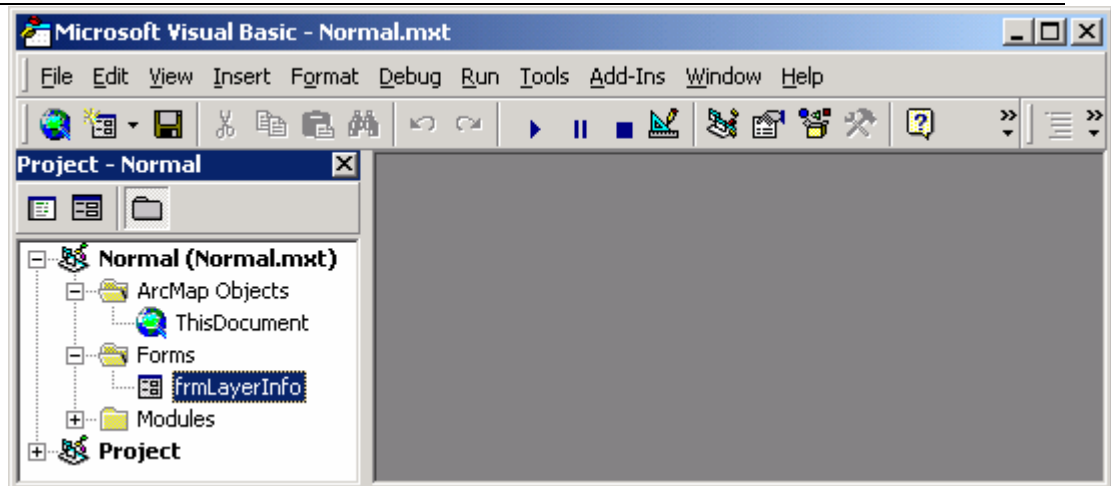 Microsoft Visual Basic - Normal.mxt
File Edit View Insert Format Debug Run Tools Add-Ins Window Help
Project - Normal
Normal (Normal.mxt)
ArcMap Objects
ThisDocument
Forms
frmLayerInfo
Modules
Project